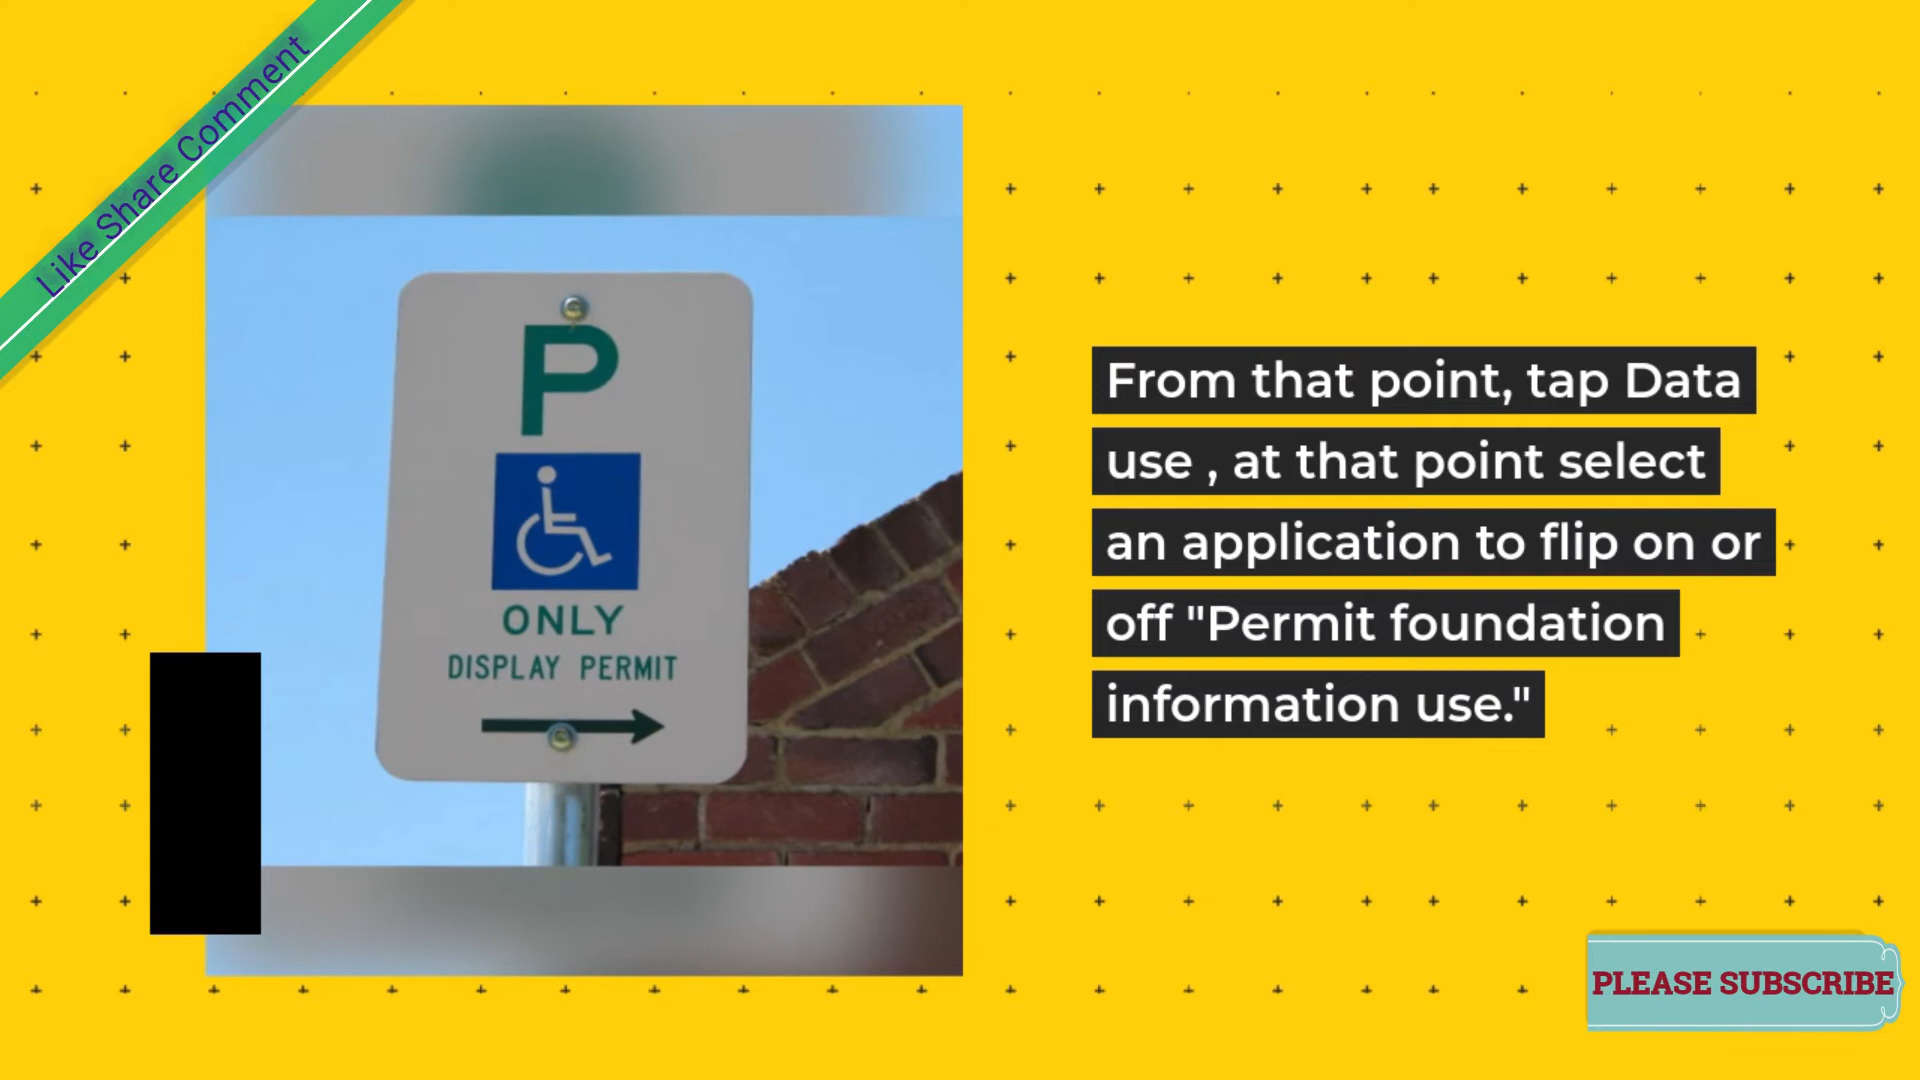 Like Share Comment
P
ONLY
DISPLAY PERMIT
From that point, tap Data
use , at that point select
an application to flip on or
off "Permit foundation
information use."
PLEASE SUBSCRIBE